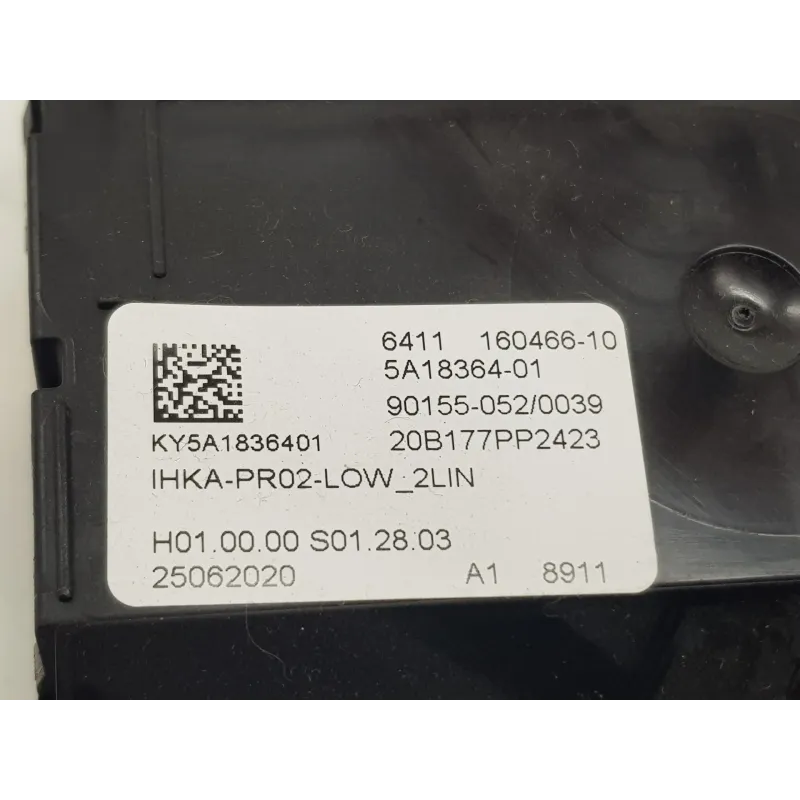 6411 160466-10
5A18364-01
90155-052/0039
KY5A1836401 20B177PP2423
IHKA-PR02-LOW_2LIN
H01.00.00 S01.28.03
25062020 A1 8911